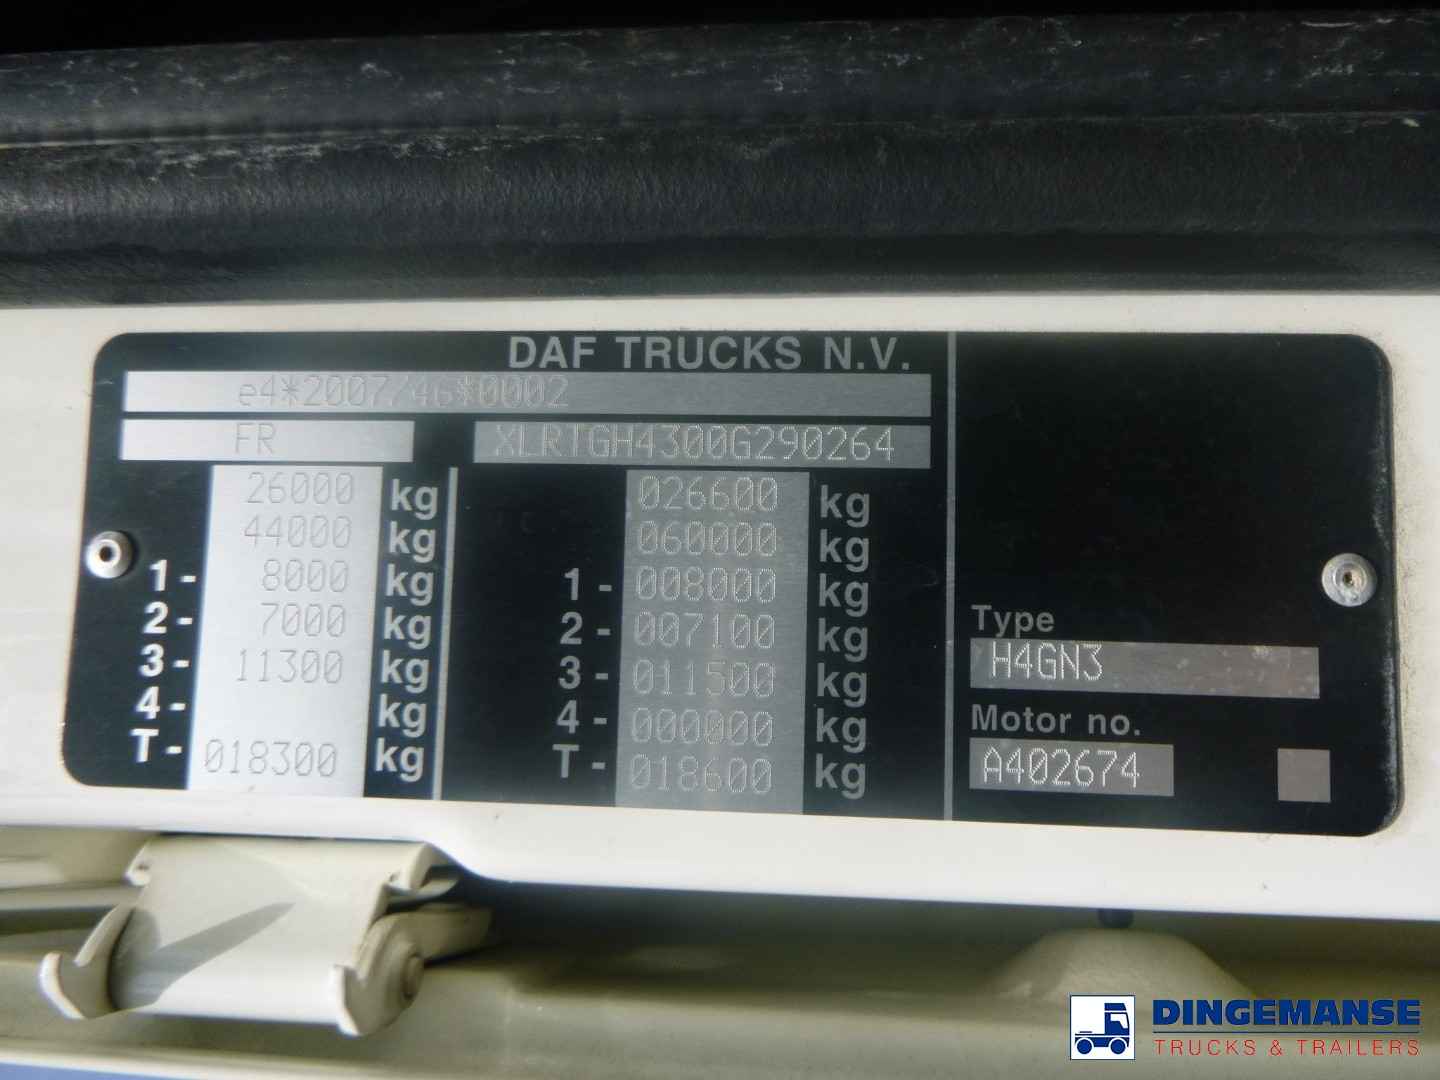 DAF TRUCKS N.V.
e4*2007/46*0002
FR XLRTGH4300G290264
26000 kg 026600 kg
44000 kg 060000 kg
1- 8000 kg 1- 008000 kg
2- 7000 kg 2- 007100 kg
3- 11300 kg 3- 011500 kg
4- kg 4- 000000 kg
T- 018300 kg T- 018600 kg
Type
H4GN3
Motor no.
A402674
DINGEMANSE
TRUCKS & TRAILERS